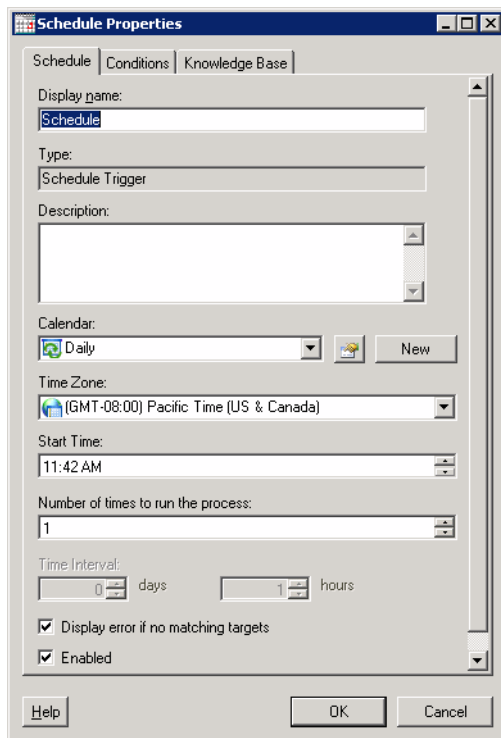 Schedule Properties
Schedule Conditions Knowledge Base
Display name:
Schedule
Type:
Schedule Trigger
Description:
Calendar:
Daily New
Time Zone:
(GMT-08:00) Pacific Time (US & Canada)
Start Time:
11:42 AM
Number of times to run the process:
1
Time Interval:
0 days 1 hours
Display error if no matching targets
Enabled
Help OK Cancel